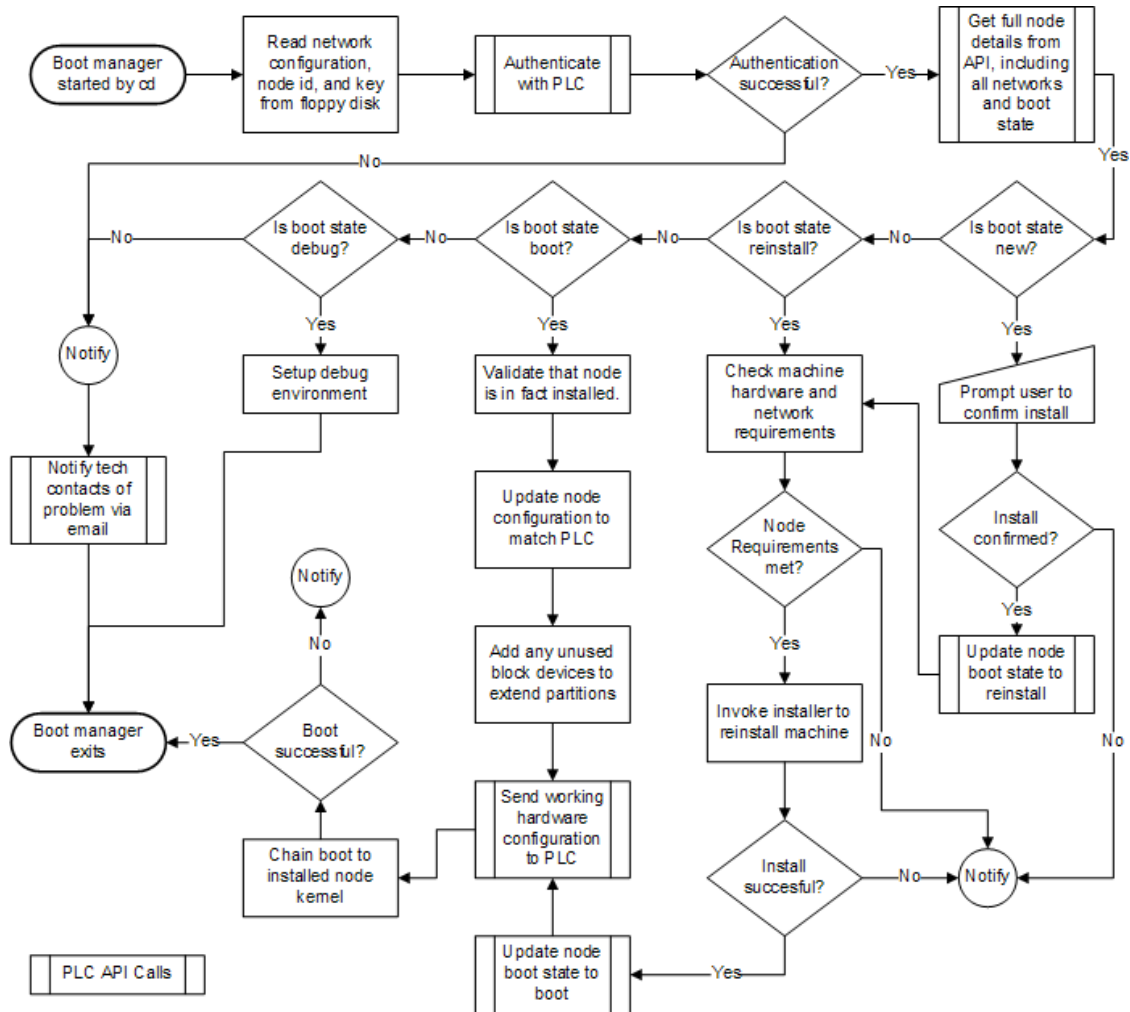 Boot manager
started by cd
Read network
configuration,
node id, and key
from floppy disk
Authenticate
with PLC
Authentication
successful?
Yes
Get full node
details from
API, including
all networks
and boot
state
Yes
No
Is boot state
debug?
Is boot state
boot?
Is boot state
reinstall?
Is boot state
new?
No
No
No
No
Yes
Yes
Yes
Yes
Notify
Setup debug
environment
Validate that node
is in fact installed.
Check machine
hardware and
network
requirements
Prompt user to
confirm install
Notify tech
contacts of
problem via
email
Update node
configuration to
match PLC
Node
Requirements
met?
Install
confirmed?
Notify
No
Yes
Yes
Add any unused
block devices to
extend partitions
Update node
boot state to
reinstall
Boot manager
exits
Yes
Boot
successful?
Invoke installer to
reinstall machine
No
No
Send working
hardware
configuration
to PLC
Chain boot to
installed node
kernel
Install
succesful?
No
Notify
Update node
boot state to
boot
Yes
PLC API Calls